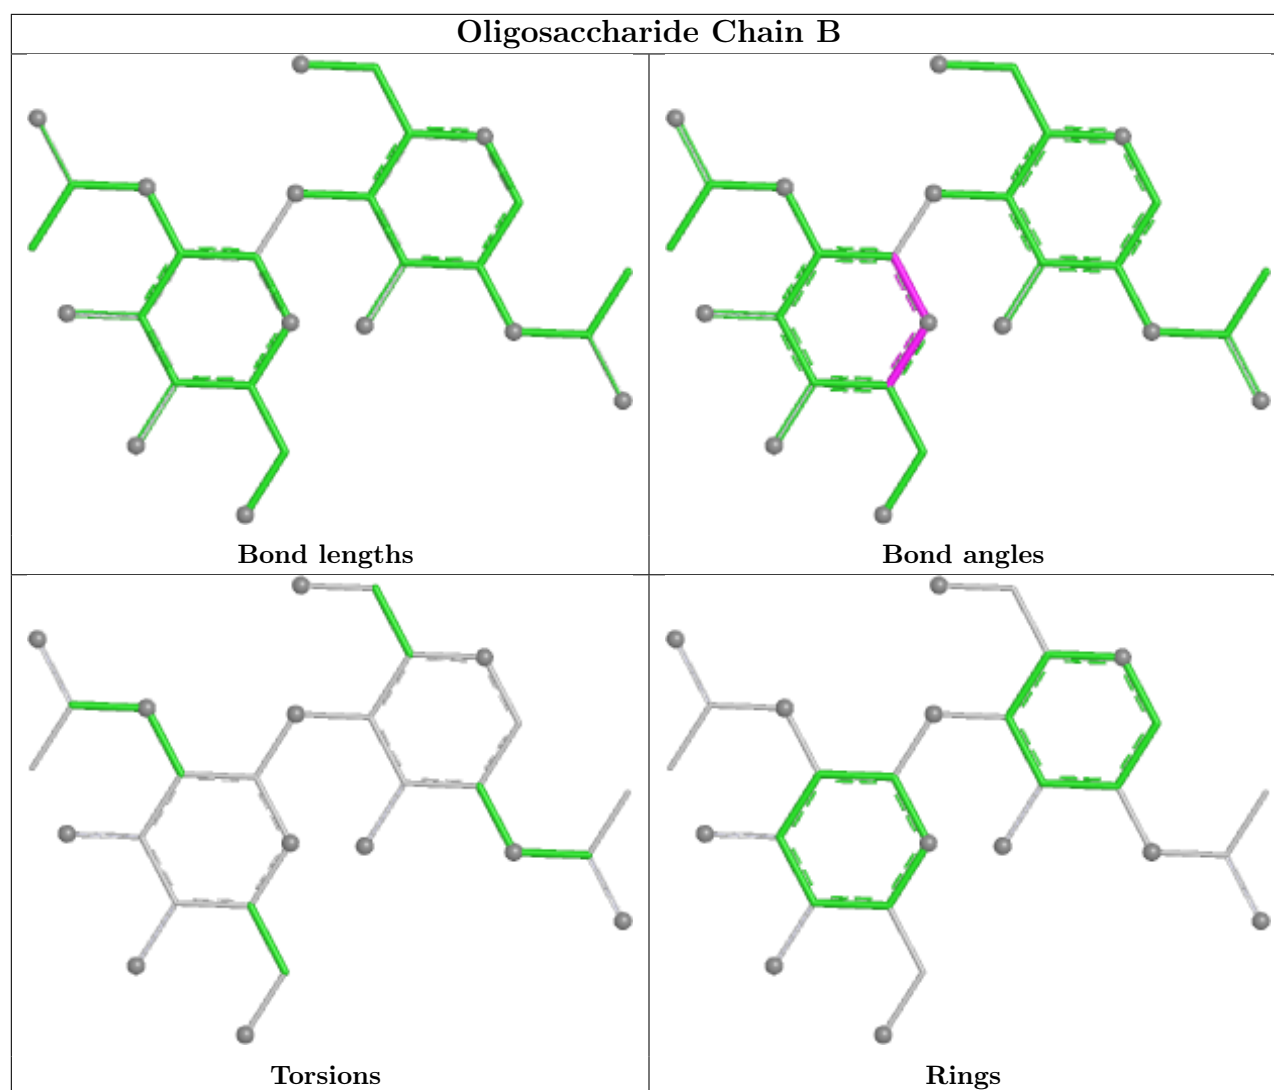 Oligosaccharide Chain B
Bond lengths
Bond angles
Torsions
Rings